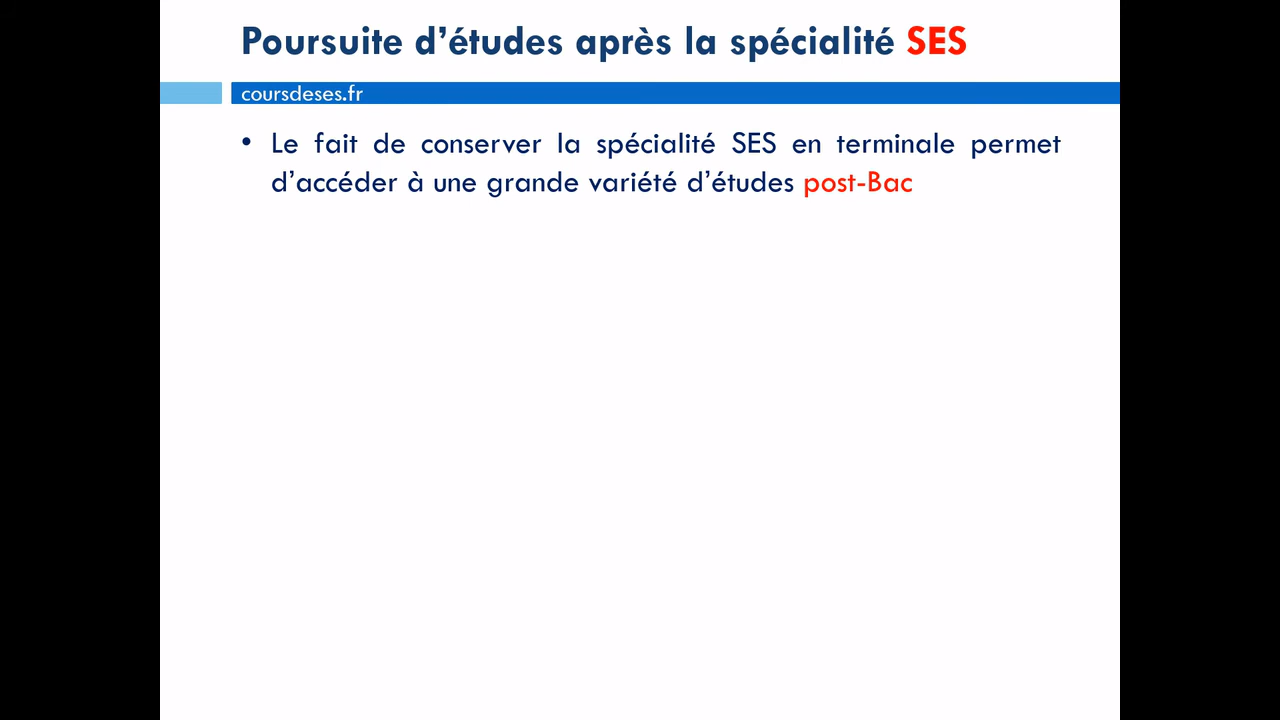 Poursuite d'études après la spécialité SES
coursdeses.fr
• Le fait de conserver la spécialité SES en terminale permet
d'accéder à une grande variété d'études post-Bac